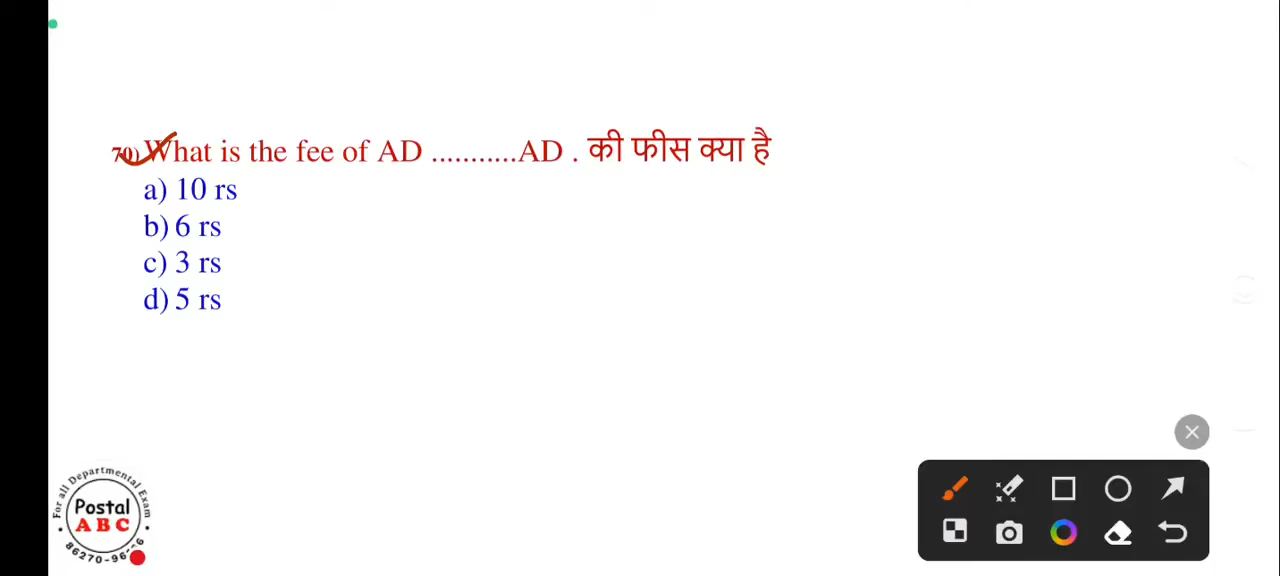 70) What is the fee of AD ...........AD . की फीस क्या है
a) 10 rs
b) 6 rs
c) 3 rs
d) 5 rs
For all Departmental Exam
Postal
A B C